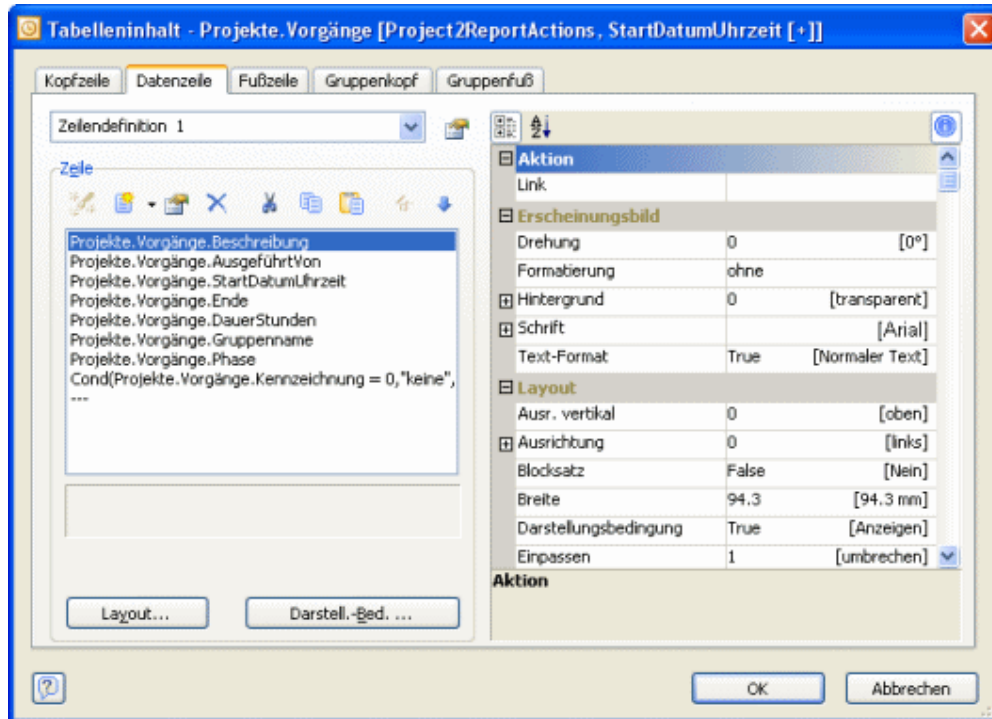 Tabelleninhalt - Projekte.Vorgänge [Project2ReportActions, StartDatumUhrzeit [+]]
Kopfzeile Datenzeile Fußzeile Gruppenkopf Gruppenfuß
Zeilendefinition 1
Zeile
Projekte.Vorgänge.Beschreibung
Projekte.Vorgänge.AusgeführtVon
Projekte.Vorgänge.StartDatumUhrzeit
Projekte.Vorgänge.Ende
Projekte.Vorgänge.DauerStunden
Projekte.Vorgänge.Gruppenname
Projekte.Vorgänge.Phase
Cond(Projekte.Vorgänge.Kennzeichnung = 0,"keine",
---
Layout... Darstell.-Bed. ...
Aktion
Link
Erscheinungsbild
Drehung 0 [0°]
Formatierung ohne
Hintergrund 0 [transparent]
Schrift [Arial]
Text-Format True [Normaler Text]
Layout
Ausr. vertikal 0 [oben]
Ausrichtung 0 [links]
Blocksatz False [Nein]
Breite 94.3 [94.3 mm]
Darstellungsbedingung True [Anzeigen]
Einpassen 1 [umbrechen]
Aktion
OK Abbrechen